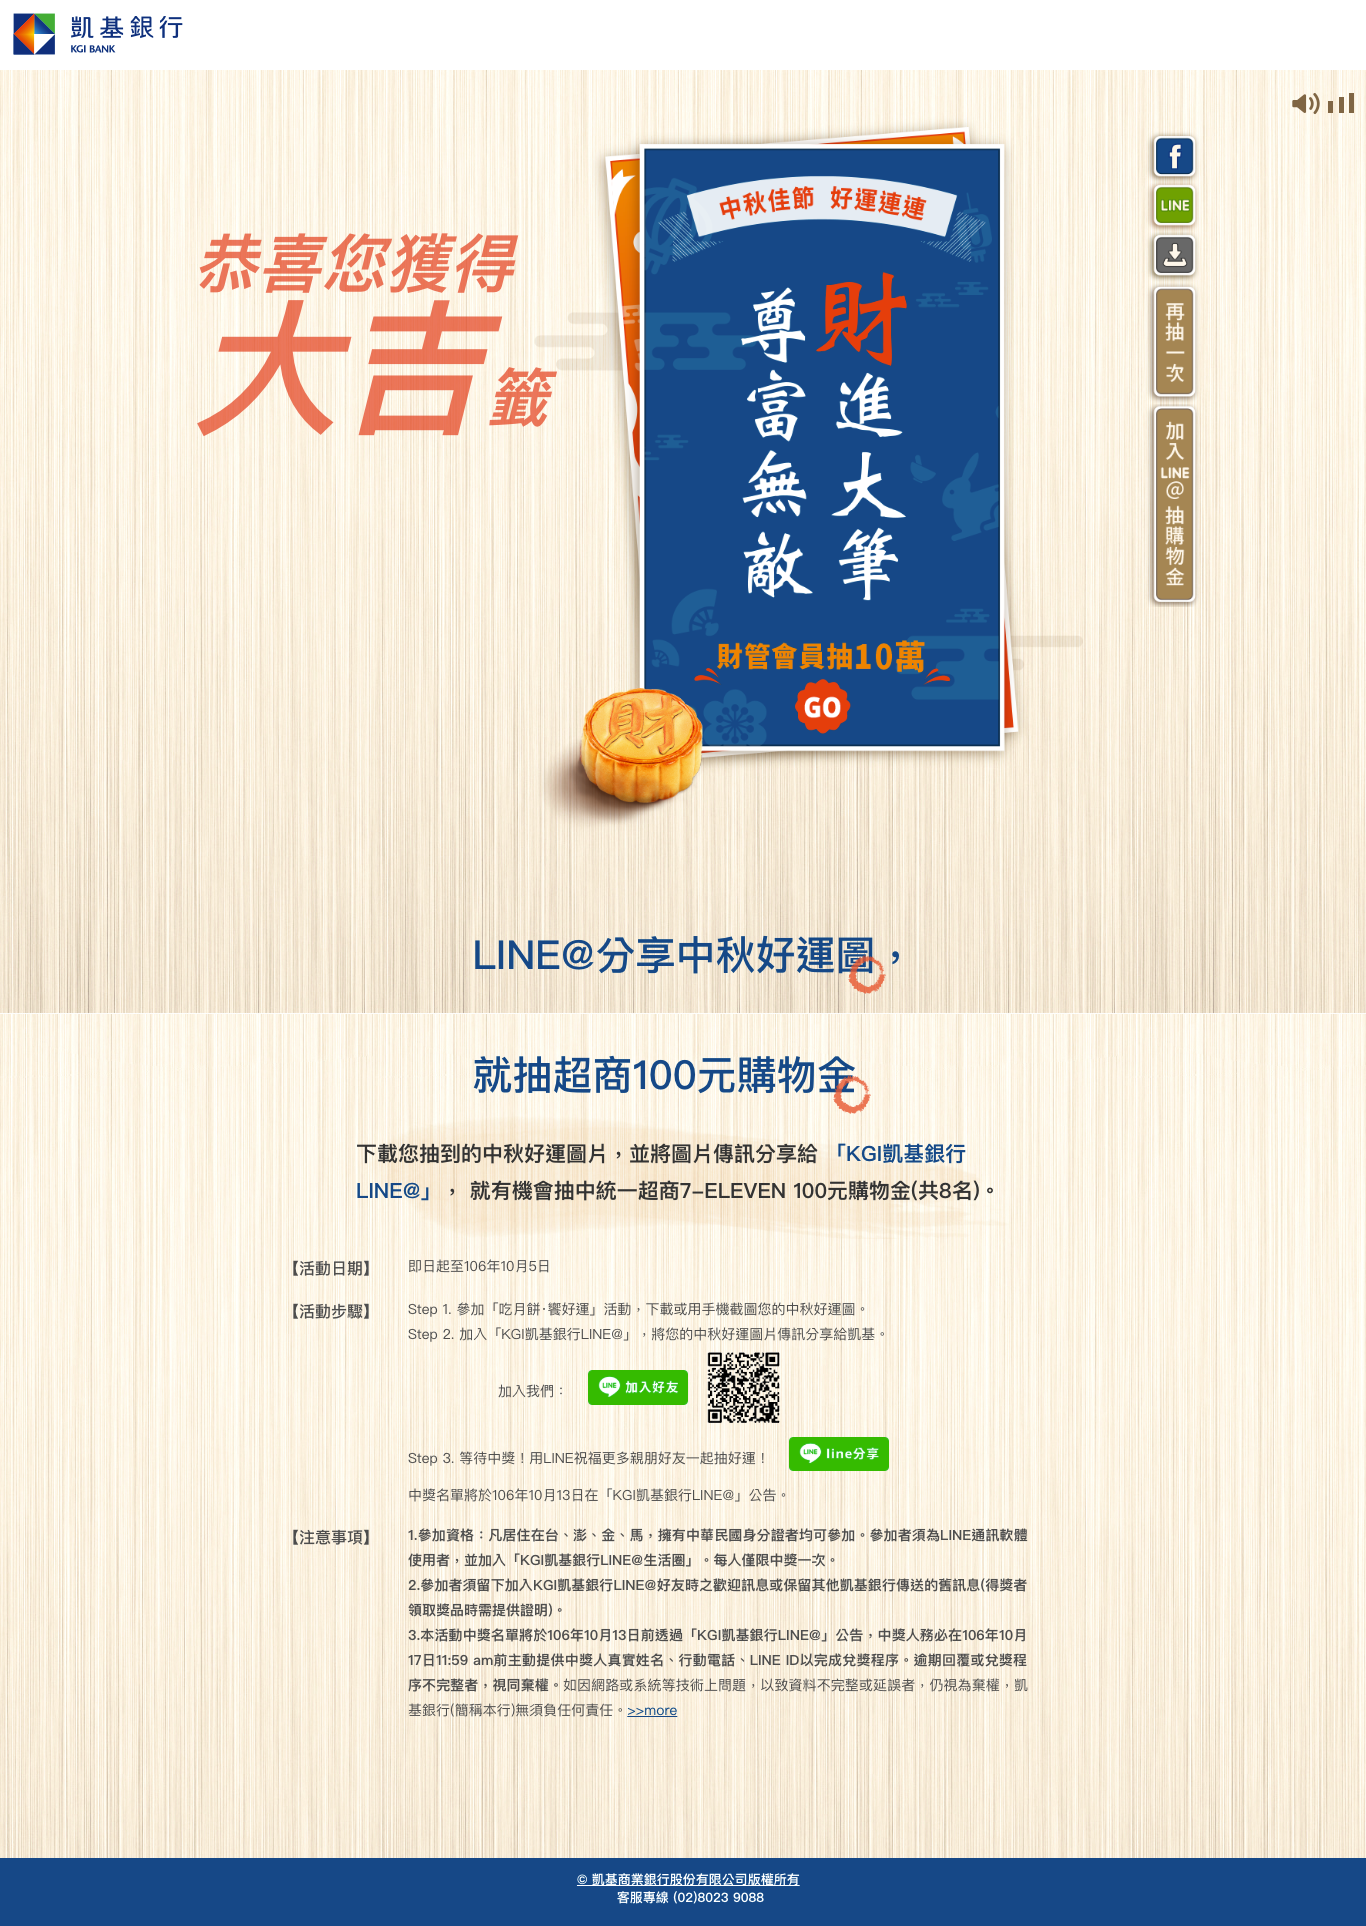 凱基銀行
KGI BANK
恭喜您獲得
大吉籤
中秋佳節 好運連連
財進大筆
尊富無敵
財管會員抽10萬
GO
財
f
LINE
再抽一次
加入LINE@抽購物金
LINE@分享中秋好運圖，
就抽超商100元購物金
下載您抽到的中秋好運圖片，並將圖片傳訊分享給 「KGI凱基銀行
LINE@」， 就有機會抽中統一超商7-ELEVEN 100元購物金(共8名)。
【活動日期】
即日起至106年10月5日
【活動步驟】
Step 1. 參加「吃月餅·饗好運」活動，下載或用手機截圖您的中秋好運圖。
Step 2. 加入「KGI凱基銀行LINE@」，將您的中秋好運圖片傳訊分享給凱基。
加入我們：
LINE 加入好友
Step 3. 等待中獎！用LINE祝福更多親朋好友一起抽好運！
LINE line分享
中獎名單將於106年10月13日在「KGI凱基銀行LINE@」公告。
【注意事項】
1.參加資格：凡居住在台、澎、金、馬，擁有中華民國身分證者均可參加。參加者須為LINE通訊軟體
使用者，並加入「KGI凱基銀行LINE@生活圈」。每人僅限中獎一次。
2.參加者須留下加入KGI凱基銀行LINE@好友時之歡迎訊息或保留其他凱基銀行傳送的舊訊息(得獎者
領取獎品時需提供證明)。
3.本活動中獎名單將於106年10月13日前透過「KGI凱基銀行LINE@」公告，中獎人務必在106年10月
17日11:59 am前主動提供中獎人真實姓名、行動電話、LINE ID以完成兌獎程序。逾期回覆或兌獎程
序不完整者，視同棄權。如因網路或系統等技術上問題，以致資料不完整或延誤者，仍視為棄權，凱
基銀行(簡稱本行)無須負任何責任。>>more
© 凱基商業銀行股份有限公司版權所有
客服專線 (02)8023 9088